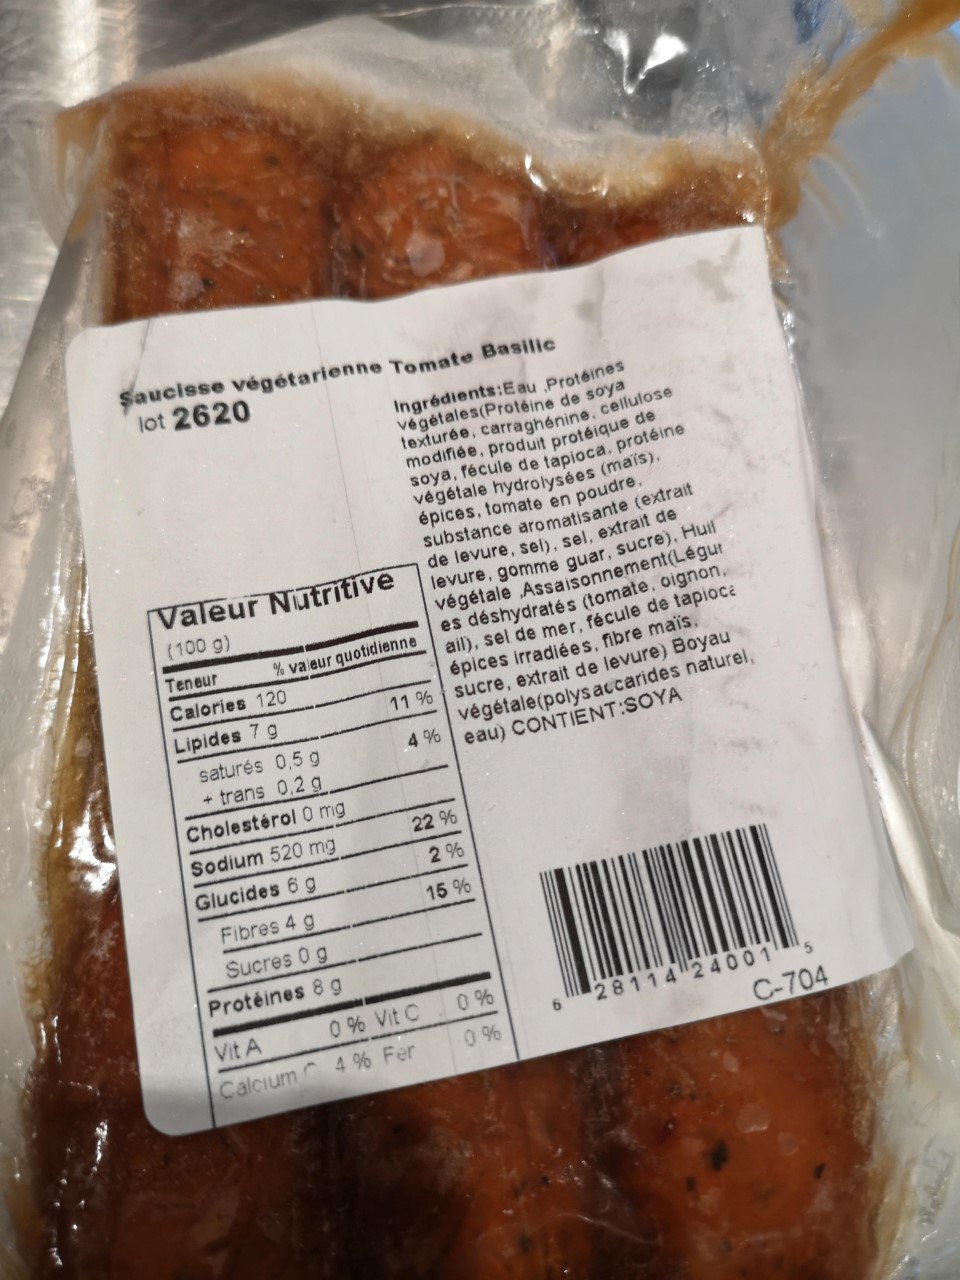 Saucisse végétarienne Tomate Basilic
lot 2620
Ingrédients:Eau ,Protéines
végétales(Protéine de soya
texturée, carraghénine, cellulose
modifiée, produit protéique de
soya, fécule de tapioca, protéine
végétale hydrolysées (maïs),
épices, tomate en poudre,
substance aromatisante (extrait
de levure, sel), sel, extrait de
levure, gomme guar, sucre), Huil
végétale ,Assaisonnement(Légum
es déshydratés (tomate, oignon,
ail), sel de mer, fécule de tapioca
épices irradiées, fibre maïs,
sucre, extrait de levure) Boyau
végétale(polysaccarides naturel,
eau) CONTIENT:SOYA
Valeur Nutritive
(100 g)
Teneur % valeur quotidienne
Calories 120
Lipides 7 g 11 %
saturés 0,5 g 4 %
+ trans 0,2 g
Cholestérol 0 mg
Sodium 520 mg 22 %
Glucides 6 g 2 %
Fibres 4 g 15 %
Sucres 0 g
Protéines 8 g
Vit A 0 % Vit C 0 %
Calcium 4 % Fer 0 %
6 28114 24001 5
C-704